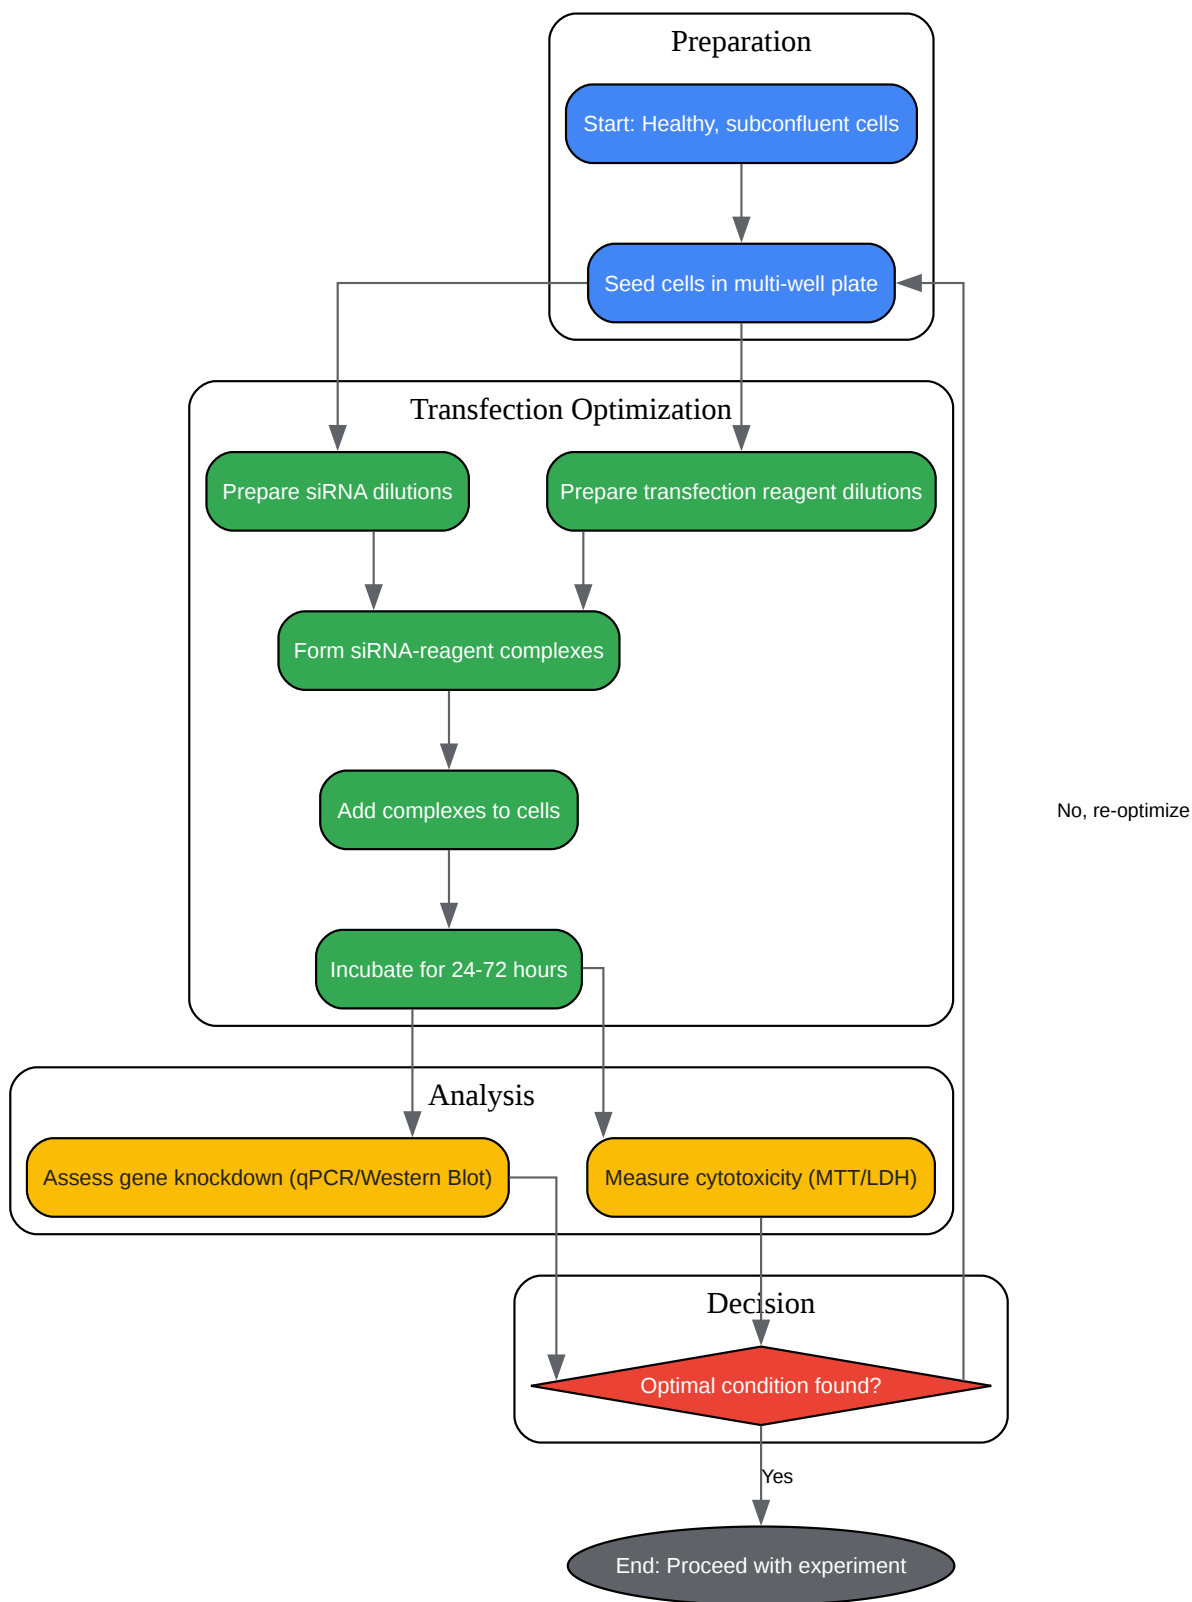 Preparation
Start: Healthy, subconfluent cells
Seed cells in multi-well plate
Transfection Optimization
Prepare siRNA dilutions
Prepare transfection reagent dilutions
Form siRNA-reagent complexes
Add complexes to cells
No, re-optimize
Incubate for 24-72 hours
Analysis
Assess gene knockdown (qPCR/Western Blot)
Measure cytotoxicity (MTT/LDH)
Decision
Optimal condition found?
Yes
End: Proceed with experiment